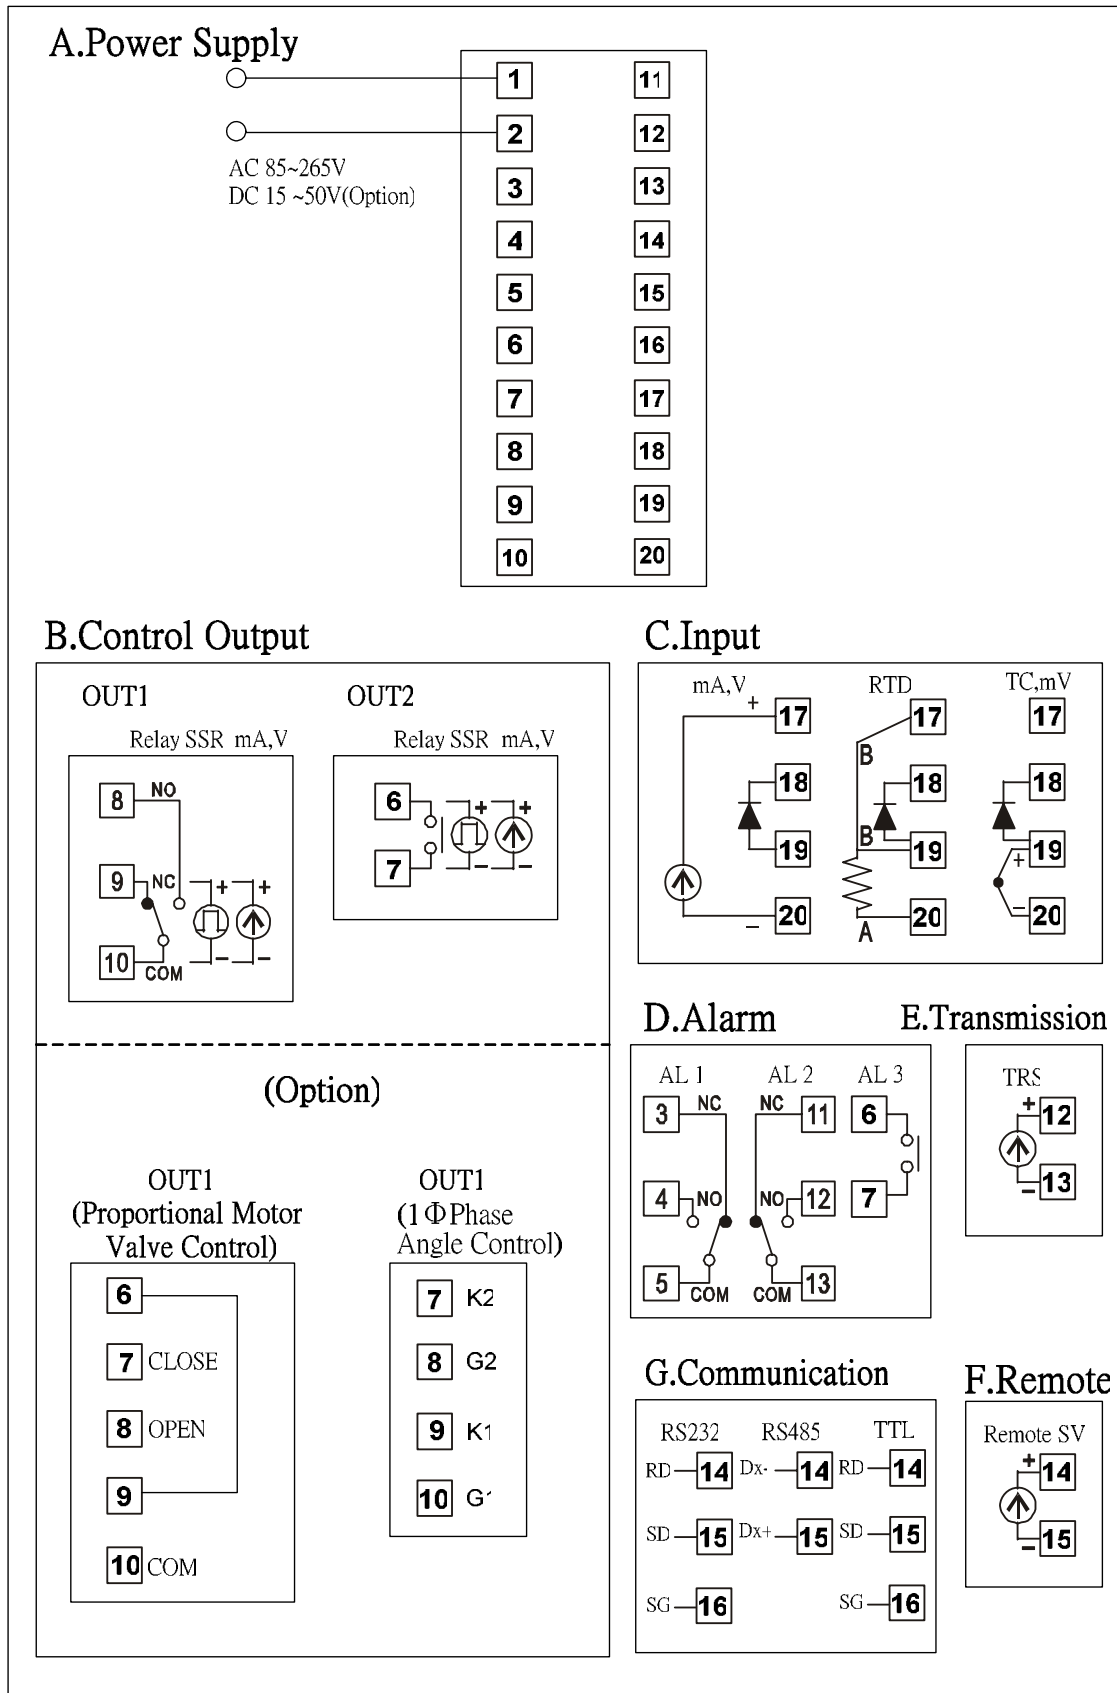 A.Power Supply
AC 85~265V
DC 15 ~50V(Option)
1 11
2 12
3 13
4 14
5 15
6 16
7 17
8 18
9 19
10 20
B.Control Output
OUT1
Relay SSR mA,V
8 NO
9 NC + +
10 COM - -
OUT2
Relay SSR mA,V
6 + +
7 - -
(Option)
OUT1
(Proportional Motor
Valve Control)
6
7 CLOSE
8 OPEN
9
10 COM
OUT1
(1ΦPhase
Angle Control)
7 K2
8 G2
9 K1
10 G1
C.Input
mA,V RTD TC,mV
+ 17 B 17 17
18 18 18
19 B 19 + 19
- 20 A 20 - 20
D.Alarm
AL 1 AL 2 AL 3
3 NC NC 11 6
4 NO NO 12 7
5 COM COM 13
E.Transmission
TRS
+ 12
- 13
G.Communication
RS232 RS485 TTL
RD 14 Dx- 14 RD 14
SD 15 Dx+ 15 SD 15
SG 16 SG 16
F.Remote
Remote SV
+ 14
- 15